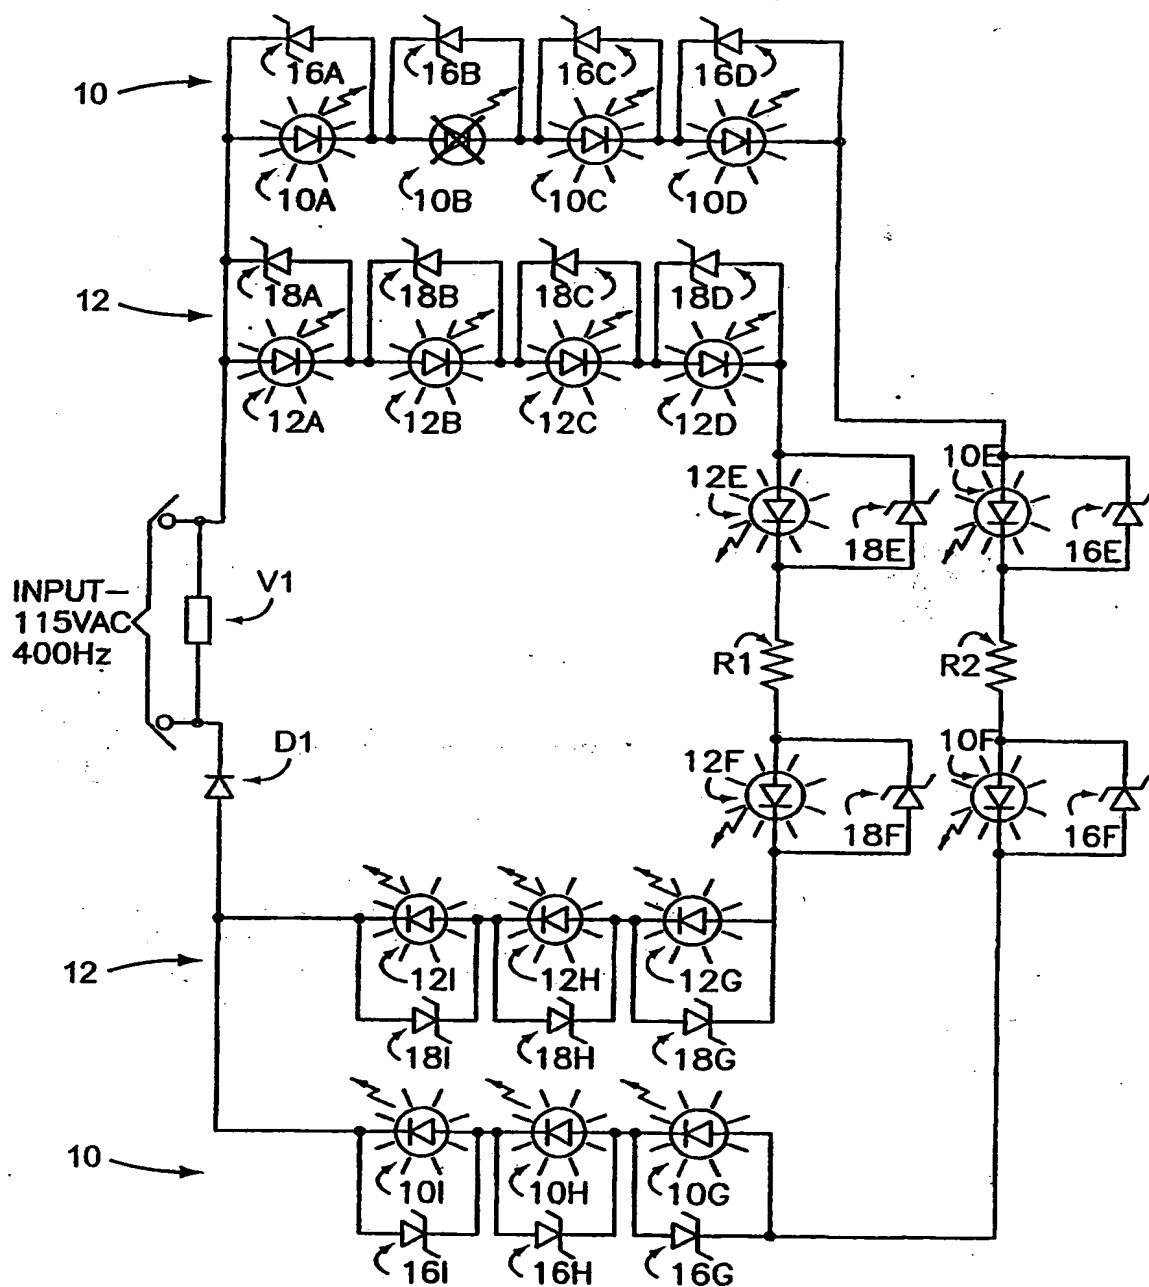 16A 16B 16C 16D
10
10A 10B 10C 10D
18A 18B 18C 18D
12
12A 12B 12C 12D
12E 10E
18E 16E
INPUT–
115VAC
400Hz
V1
R1 R2
D1
12F 10F
18F 16F
12
12I 12H 12G
18I 18H 18G
10
10I 10H 10G
16I 16H 16G